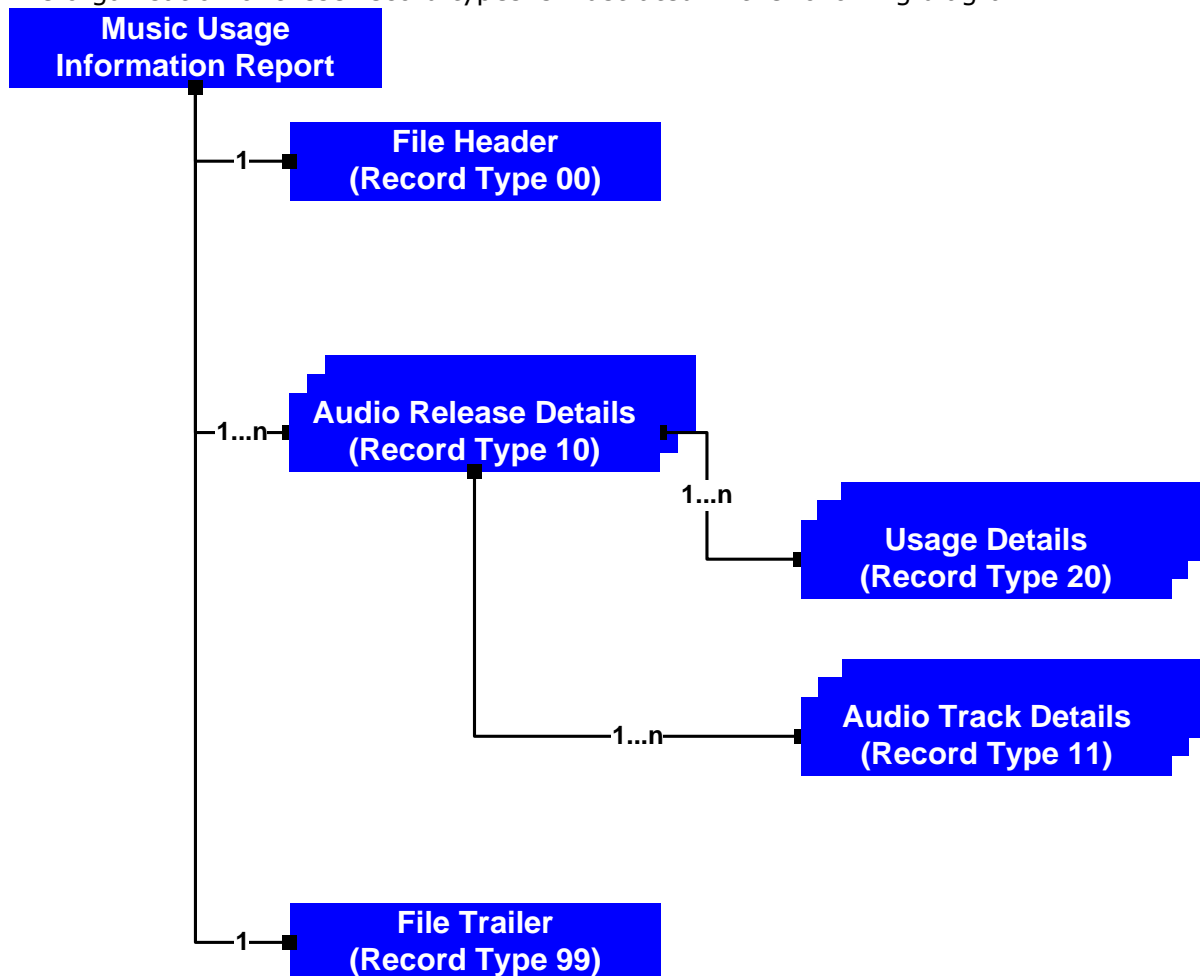 Music Usage
Information Report
1
File Header
(Record Type 00)
1...n
Audio Release Details
(Record Type 10)
1...n
Usage Details
(Record Type 20)
1...n
Audio Track Details
(Record Type 11)
1
File Trailer
(Record Type 99)